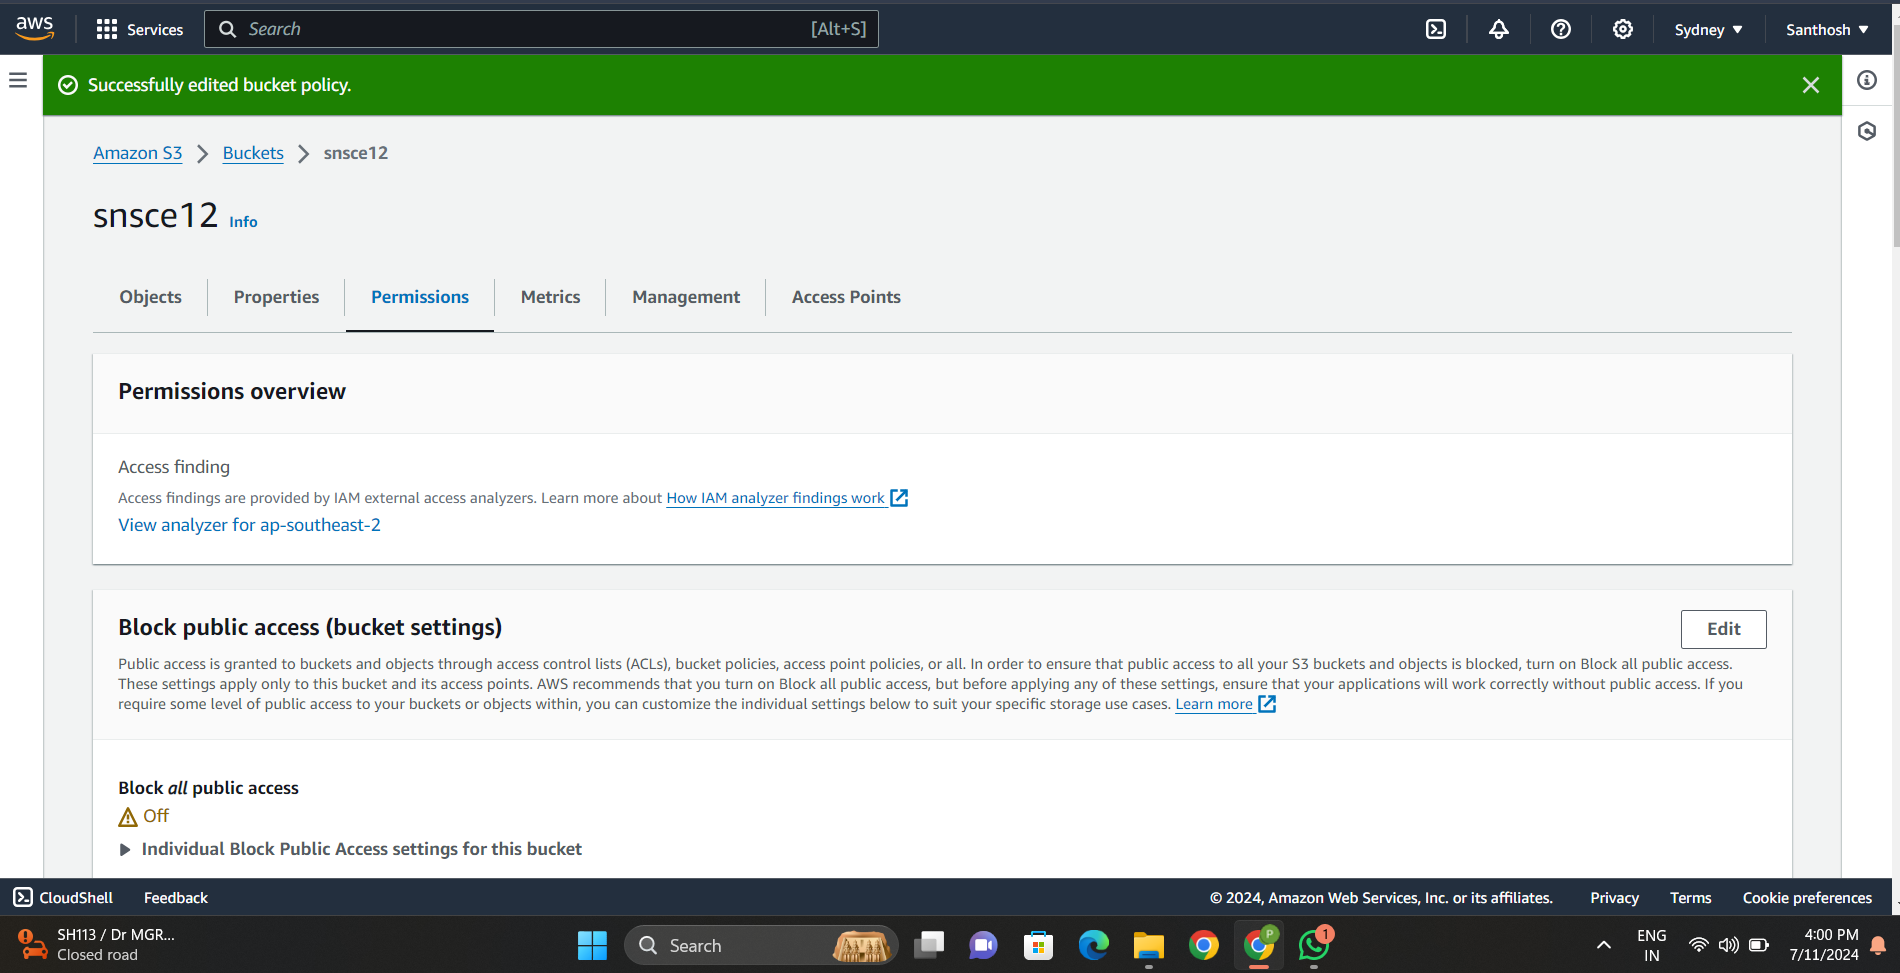 aws
Services
Search
[Alt+S]
Sydney
Santhosh
Successfully edited bucket policy.
Amazon S3
Buckets
snsce12
snsce12
Info
Objects
Properties
Permissions
Metrics
Management
Access Points
Permissions overview
Access finding
Access findings are provided by IAM external access analyzers. Learn more about How IAM analyzer findings work
View analyzer for ap-southeast-2
Block public access (bucket settings)
Edit
Public access is granted to buckets and objects through access control lists (ACLs), bucket policies, access point policies, or all. In order to ensure that public access to all your S3 buckets and objects is blocked, turn on Block all public access.
These settings apply only to this bucket and its access points. AWS recommends that you turn on Block all public access, but before applying any of these settings, ensure that your applications will work correctly without public access. If you
require some level of public access to your buckets or objects within, you can customize the individual settings below to suit your specific storage use cases. Learn more
Block all public access
Off
Individual Block Public Access settings for this bucket
CloudShell
Feedback
© 2024, Amazon Web Services, Inc. or its affiliates.
Privacy
Terms
Cookie preferences
SH113 / Dr MGR...
Closed road
Search
P
1
ENG
IN
4:00 PM
7/11/2024